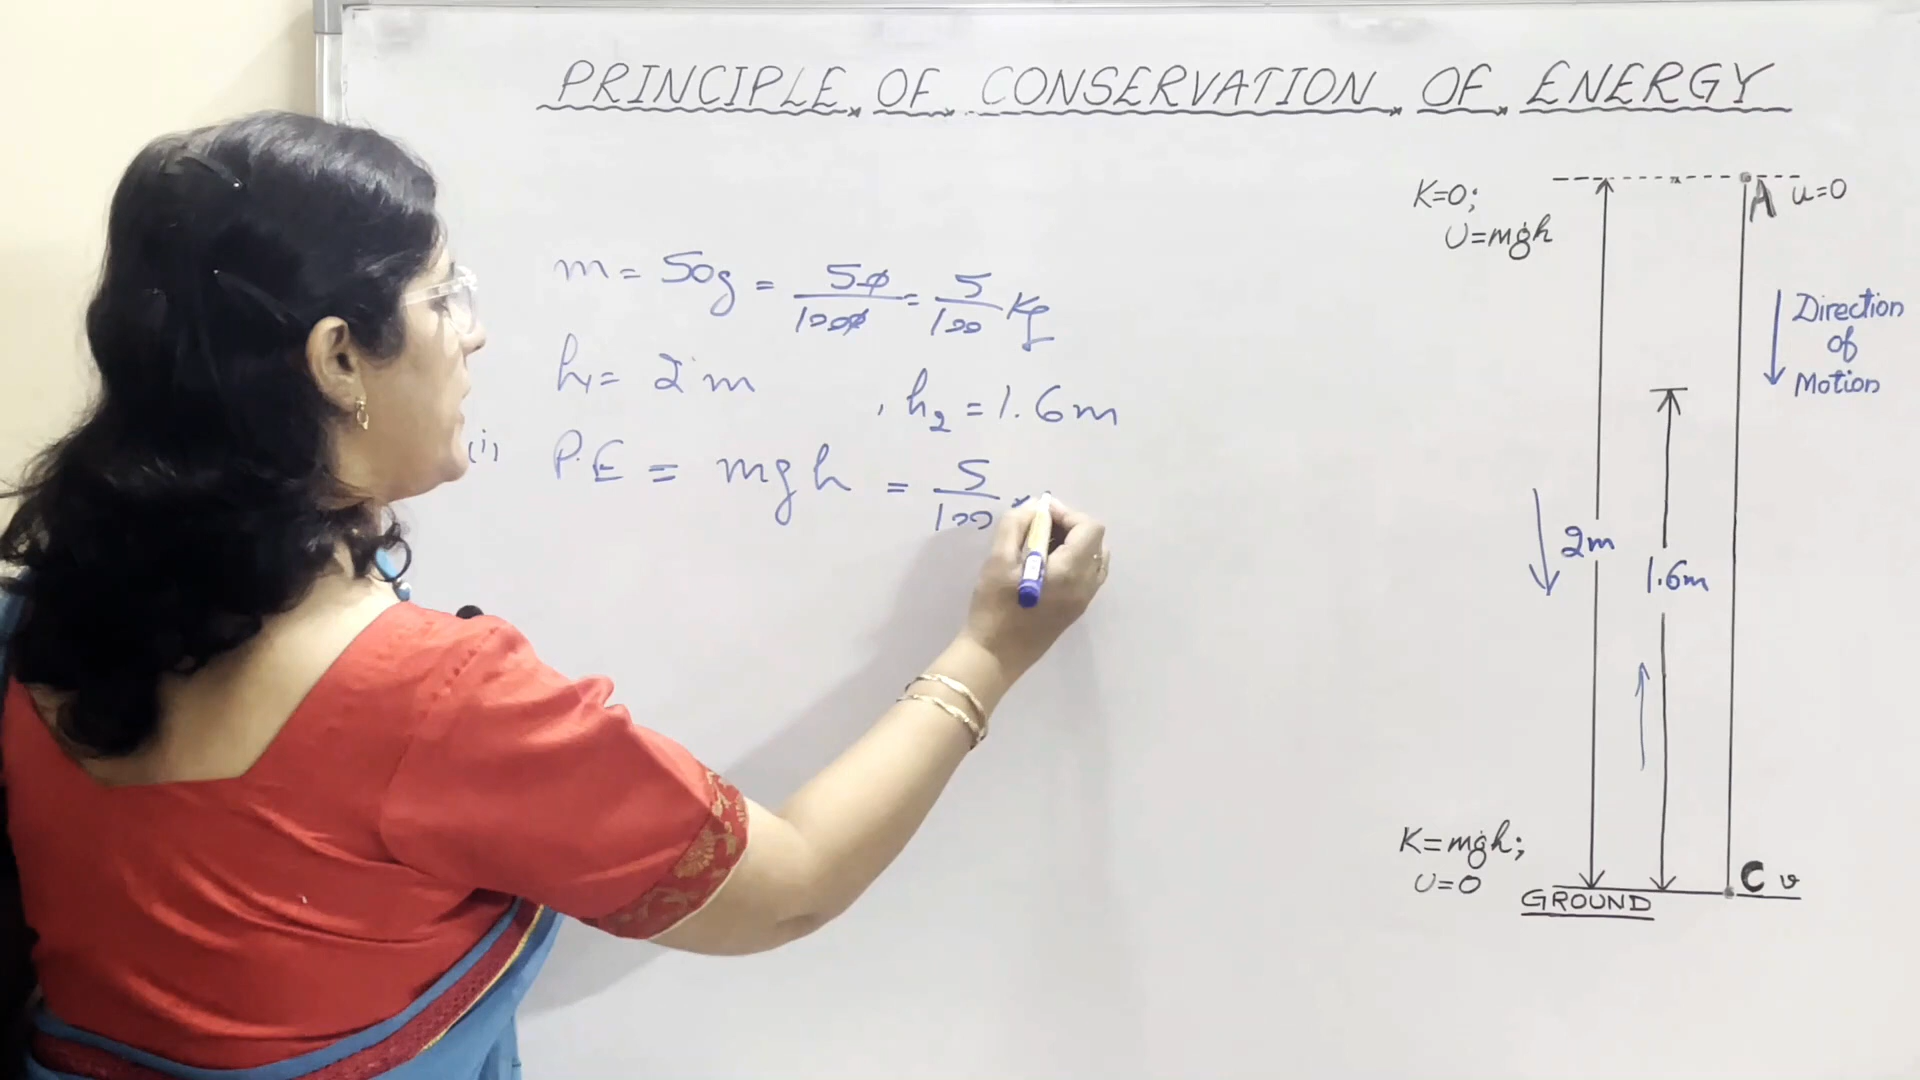 PRINCIPLE OF CONSERVATION OF ENERGY
m = 50g = 50/1000 = 5/100 Kg
h₁ = 2m , h₂ = 1.6m
(i) P.E = mgh = 5/100 ×
K=0;
U=mgh
A u=0
Direction
of
Motion
2m
1.6m
K=mgh;
U=0
C v
GROUND